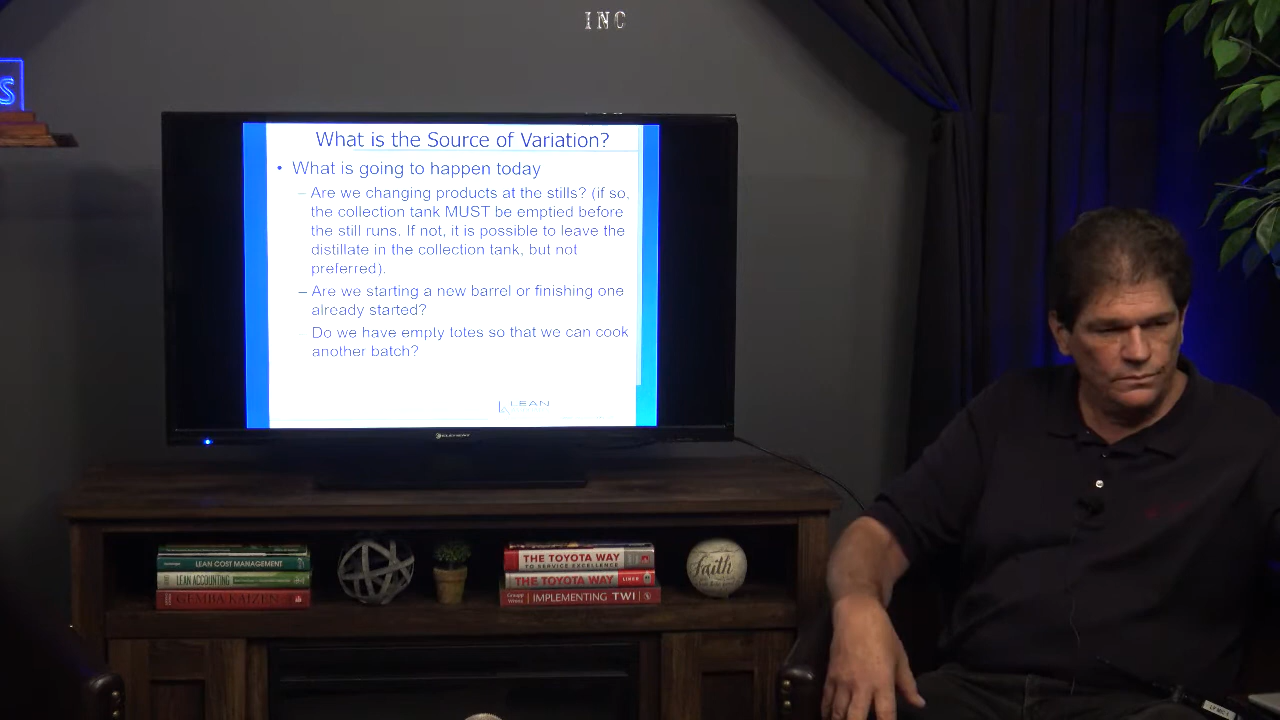 INC
S
What is the Source of Variation?
• What is going to happen today
– Are we changing products at the stills? (if so,
the collection tank MUST be emptied before
the still runs. If not, it is possible to leave the
distillate in the collection tank, but not
preferred).
– Are we starting a new barrel or finishing one
already started?
– Do we have empty totes so that we can cook
another batch?
LEAN
ELEMENT
LEAN COST MANAGEMENT
LEAN ACCOUNTING
GEMBA KAIZEN
THE TOYOTA WAY
TO SERVICE EXCELLENCE
THE TOYOTA WAY LIKER
IMPLEMENTING TWI
Faith